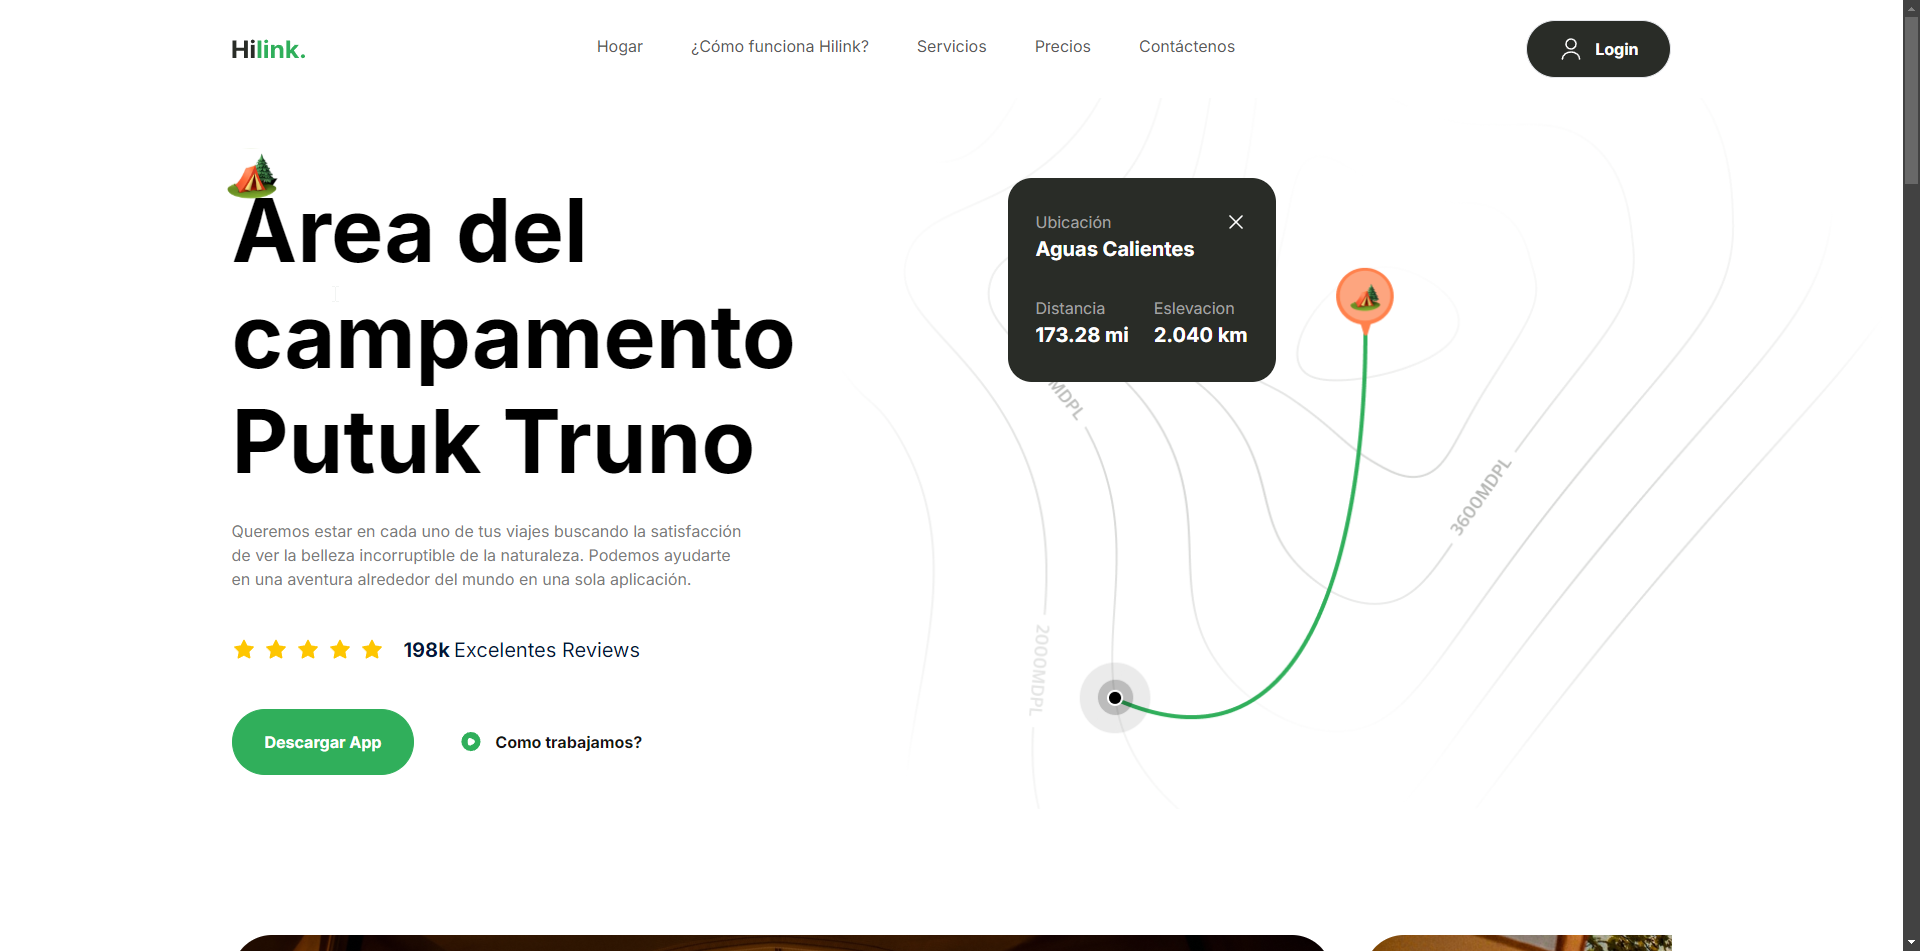 Hilink.
Hogar
¿Cómo funciona Hilink?
Servicios
Precios
Contáctenos
Login
Area del
campamento
Putuk Truno
Queremos estar en cada uno de tus viajes buscando la satisfacción
de ver la belleza incorruptible de la naturaleza. Podemos ayudarte
en una aventura alrededor del mundo en una sola aplicación.
198k Excelentes Reviews
Descargar App
Como trabajamos?
Ubicación
Aguas Calientes
Distancia
173.28 mi
Eslevacion
2.040 km
MDPL
3600MDPL
2000MDPL